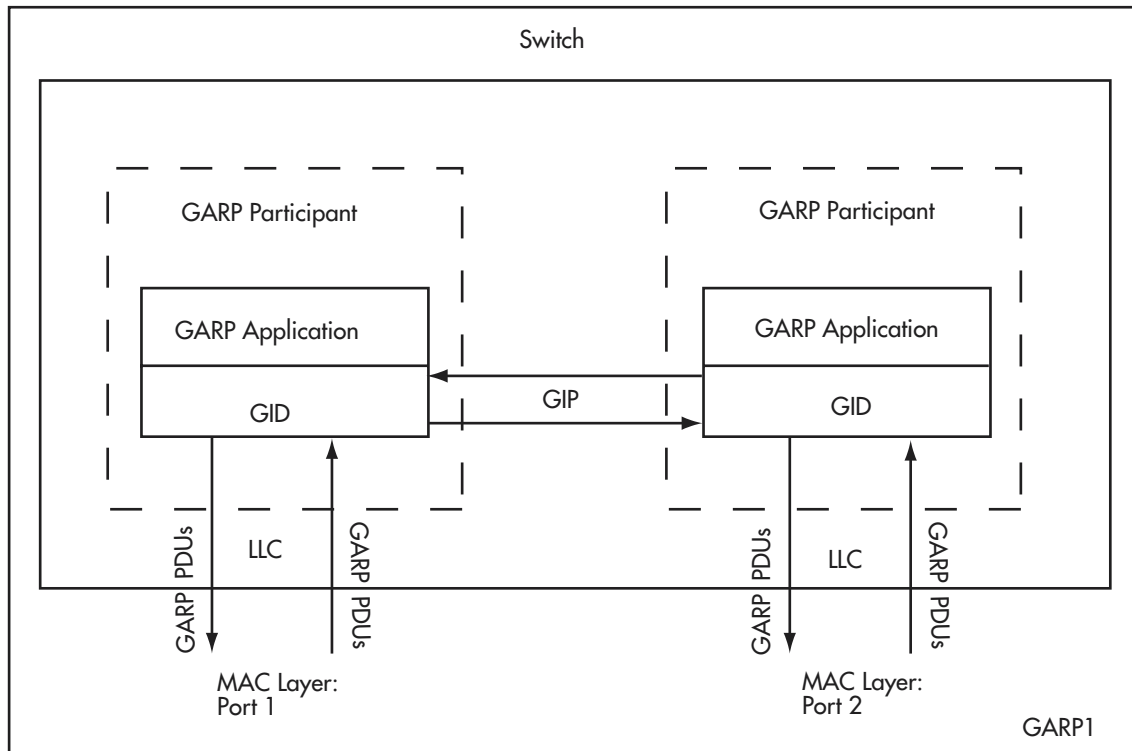 Switch
GARP Participant
GARP Participant
GARP Application
GARP Application
GID
GIP
GID
GARP PDUs
LLC
GARP PDUs
GARP PDUs
LLC
GARP PDUs
MAC Layer:
Port 1
MAC Layer:
Port 2
GARP1